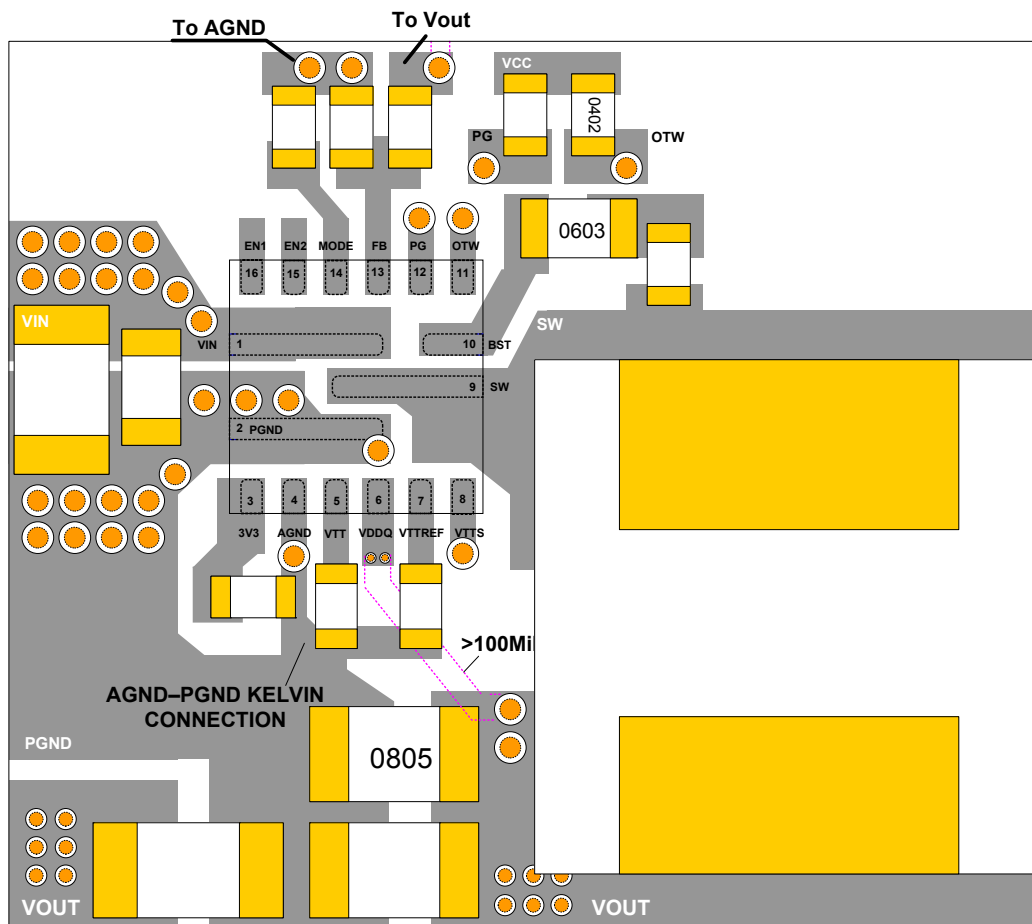 To AGND
To Vout
VCC
0402
PG
OTW
0603
EN1
EN2
MODE
FB
PG
OTW
16
15
14
13
12
11
VIN
VIN
1
10
BST
SW
9
SW
2
PGND
3
4
5
6
7
8
3V3
AGND
VTT
VDDQ
VTTREF
VTTS
>100Mil
AGND–PGND KELVIN
CONNECTION
PGND
0805
VOUT
VOUT